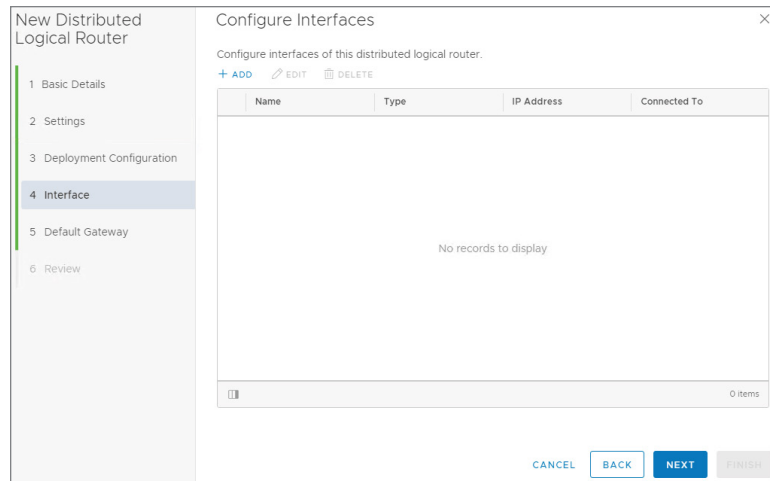 New Distributed
Logical Router
1 Basic Details
2 Settings
3 Deployment Configuration
4 Interface
5 Default Gateway
6 Review
Configure Interfaces
Configure interfaces of this distributed logical router.
+ ADD EDIT DELETE
Name Type IP Address Connected To
No records to display
0 items
CANCEL BACK NEXT FINISH